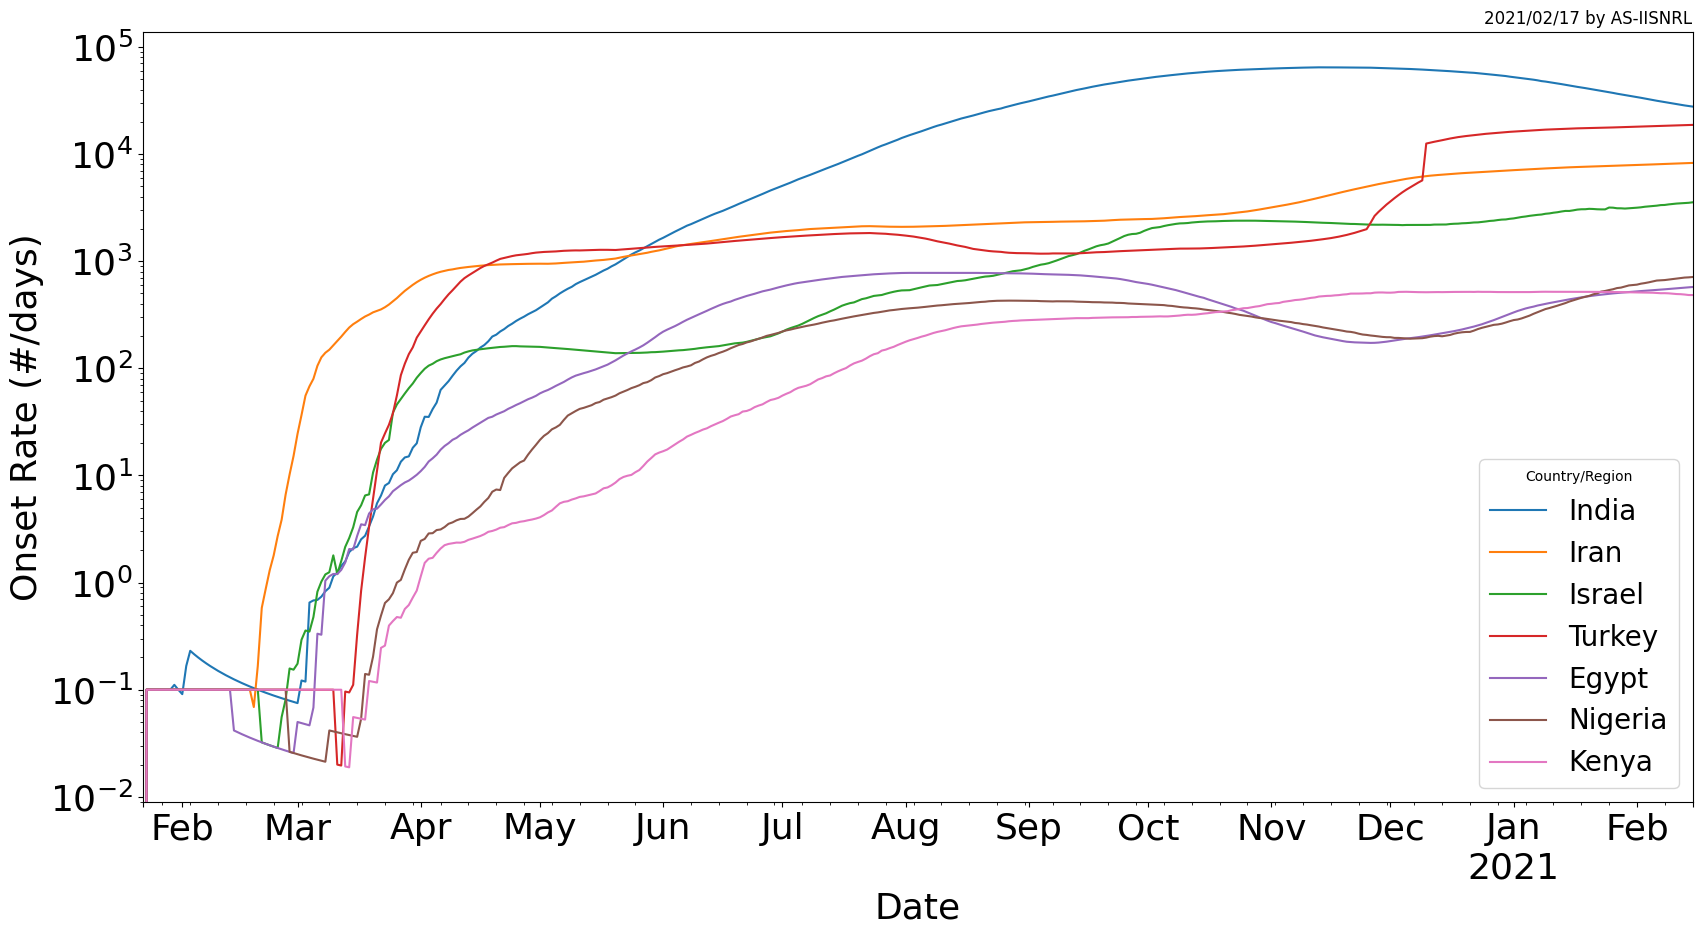 2021/02/17 by AS-IISNRL
Onset Rate (#/days)
10^5
10^4
10^3
10^2
10^1
10^0
10^-1
10^-2
Country/Region
India
Iran
Israel
Turkey
Egypt
Nigeria
Kenya
Feb Mar Apr May Jun Jul Aug Sep Oct Nov Dec Jan Feb
2021
Date